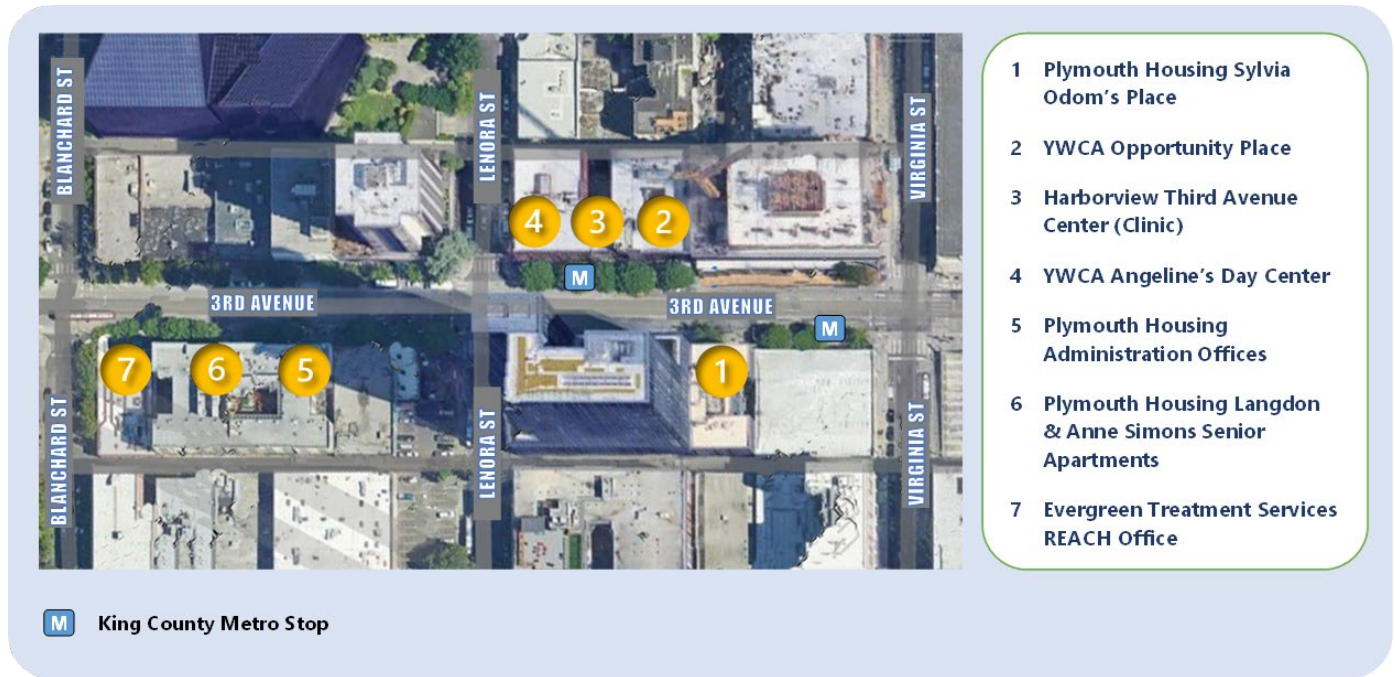 BLANCHARD ST
LENORA ST
VIRGINIA ST
4
3
2
M
3RD AVENUE
3RD AVENUE
M
7
6
5
1
BLANCHARD ST
LENORA ST
VIRGINIA ST
1 Plymouth Housing Sylvia
Odom's Place
2 YWCA Opportunity Place
3 Harborview Third Avenue
Center (Clinic)
4 YWCA Angeline's Day Center
5 Plymouth Housing
Administration Offices
6 Plymouth Housing Langdon
& Anne Simons Senior
Apartments
7 Evergreen Treatment Services
REACH Office
M King County Metro Stop